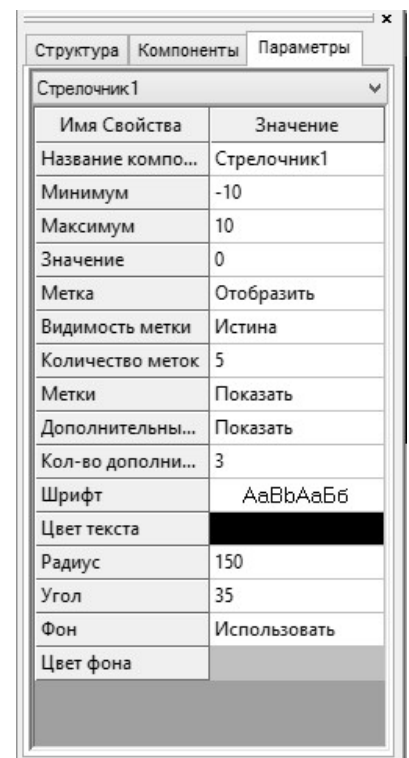 Структура Компоненты Параметры
Стрелочник1
Имя Свойства Значение
Название компо... Стрелочник1
Минимум -10
Максимум 10
Значение 0
Метка Отобразить
Видимость метки Истина
Количество меток 5
Метки Показать
Дополнительны... Показать
Кол-во дополни... 3
Шрифт АаBbАаБб
Цвет текста
Радиус 150
Угол 35
Фон Использовать
Цвет фона